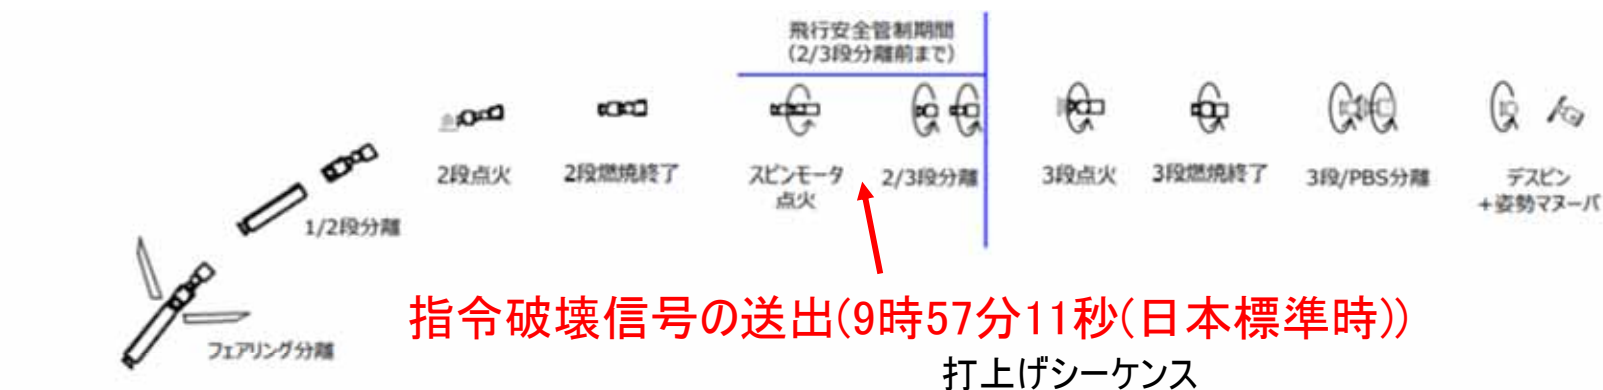 飛行安全管制期間
(2/3段分離前まで)
2段点火
2段燃焼終了
スピンモータ
点火
2/3段分離
3段点火
3段燃焼終了
3段/PBS分離
デスピン
+姿勢マヌーバ
1/2段分離
フェアリング分離
指令破壊信号の送出(9時57分11秒(日本標準時))
打上げシーケンス